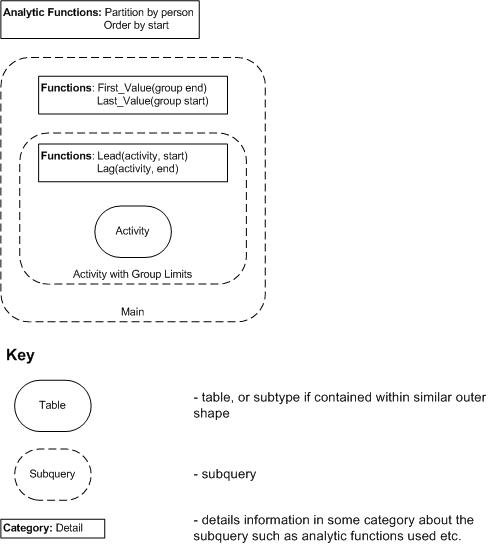 Analytic Functions: Partition by person
Order by start
Functions: First_Value(group end)
Last_Value(group start)
Functions: Lead(activity, start)
Lag(activity, end)
Activity
Activity with Group Limits
Main
Key
Table
- table, or subtype if contained within similar outer
shape
Subquery
- subquery
Category: Detail
- details information in some category about the
subquery such as analytic functions used etc.